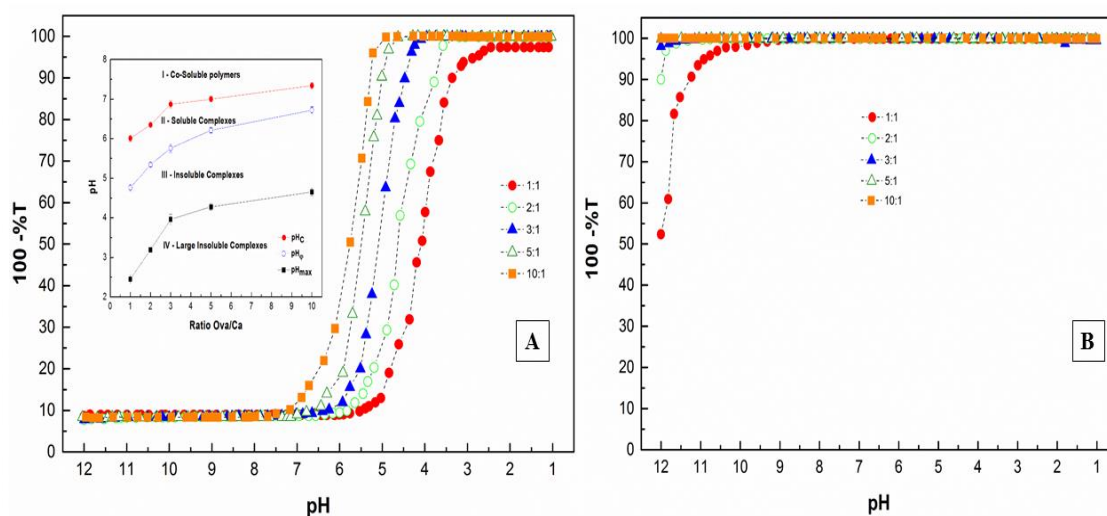 100
90
80
70
60
50
40
30
20
10
0
100 -%T
12 11 10 9 8 7 6 5 4 3 2 1
pH
A
1:1
2:1
3:1
5:1
10:1
8
7
6
5
4
3
2
pH
0 1 2 3 4 5 6 7 8 9 10
Ratio Ova/Ca
I - Co-Soluble polymers
II - Soluble Complexes
III - Insoluble Complexes
IV - Large Insoluble Complexes
pHC
pHφ
pHmax
100
90
80
70
60
50
40
30
20
10
0
100 -%T
12 11 10 9 8 7 6 5 4 3 2 1
pH
B
1:1
2:1
3:1
5:1
10:1